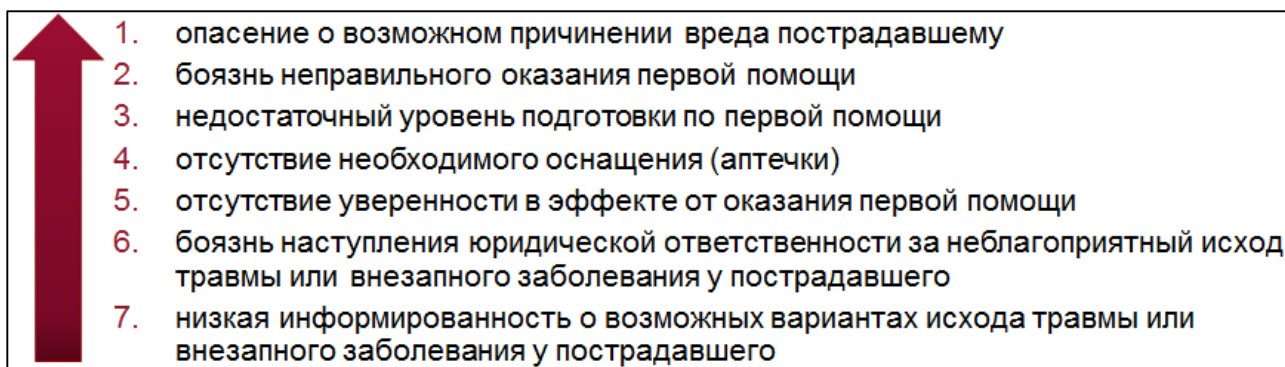 1. опасение о возможном причинении вреда пострадавшему
2. боязнь неправильного оказания первой помощи
3. недостаточный уровень подготовки по первой помощи
4. отсутствие необходимого оснащения (аптечки)
5. отсутствие уверенности в эффекте от оказания первой помощи
6. боязнь наступления юридической ответственности за неблагоприятный исход
травмы или внезапного заболевания у пострадавшего
7. низкая информированность о возможных вариантах исхода травмы или
внезапного заболевания у пострадавшего